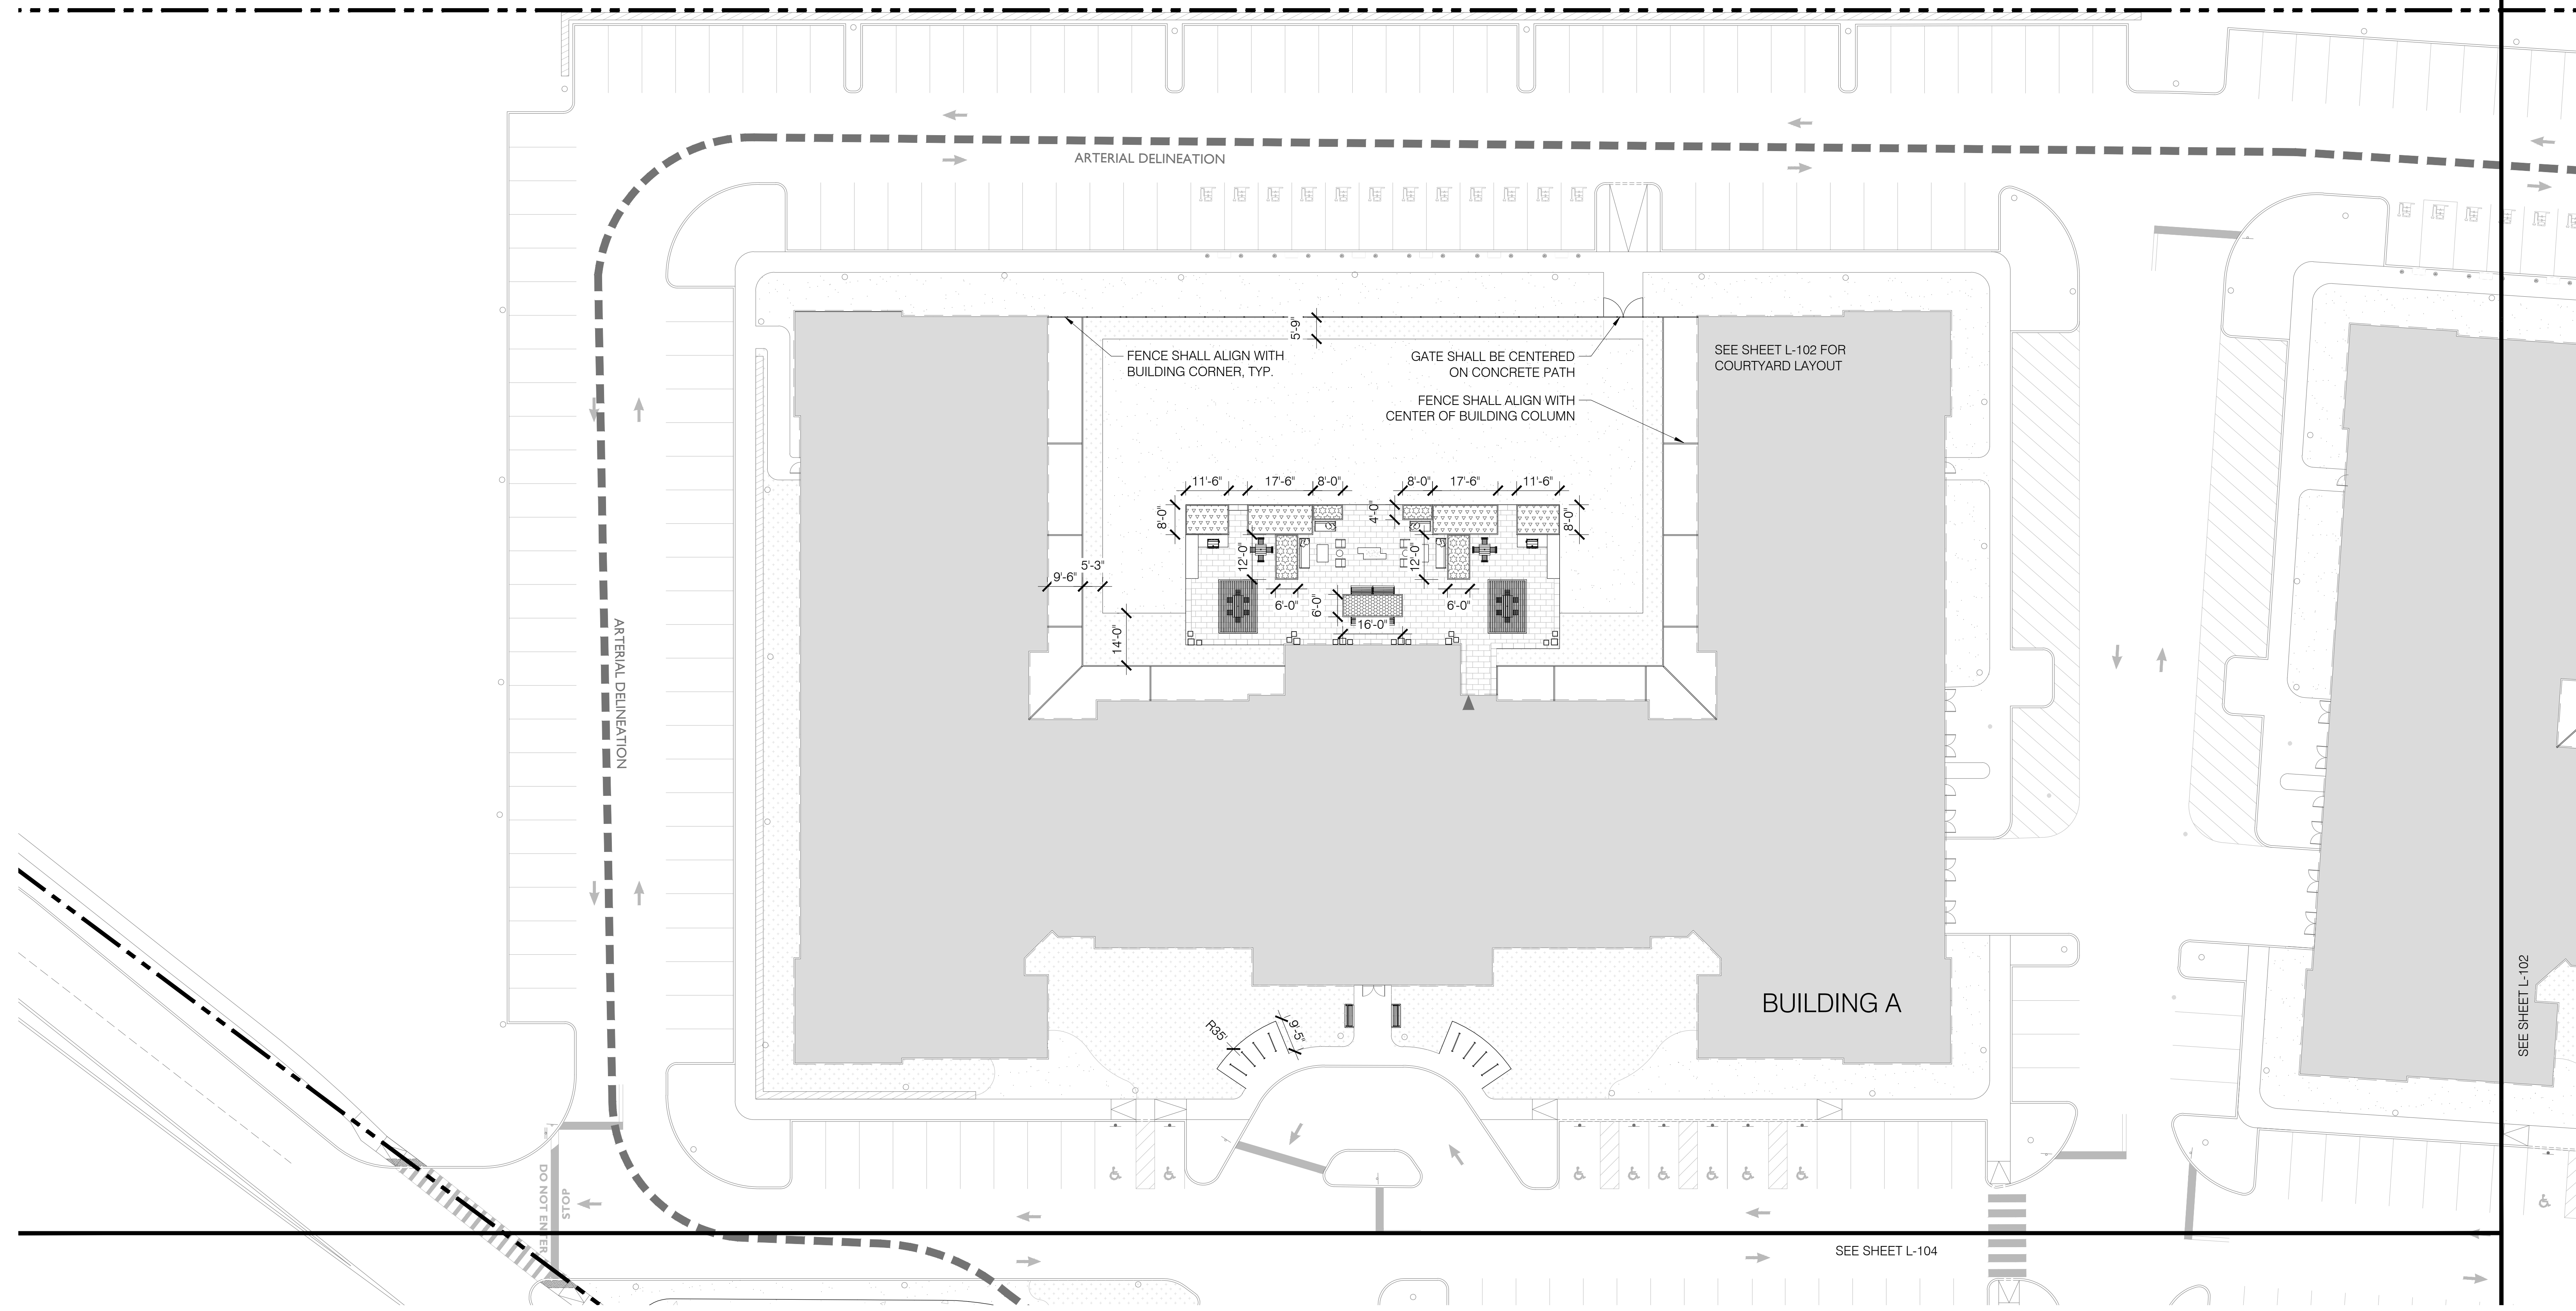 ARTERIAL DELINEATION
5'-9"
FENCE SHALL ALIGN WITH
BUILDING CORNER, TYP.
GATE SHALL BE CENTERED
ON CONCRETE PATH
SEE SHEET L-102 FOR
COURTYARD LAYOUT
FENCE SHALL ALIGN WITH
CENTER OF BUILDING COLUMN
11'-6"
17'-6"
8'-0"
8'-0"
17'-6"
11'-6"
8'-0"
4'-0"
8'-0"
12'-0"
12'-0"
9'-6"
5'-3"
6'-0"
6'-0"
6'-0"
16'-0"
14'-0"
ARTERIAL DELINEATION
BUILDING A
R35'
9'-5"
SEE SHEET L-102
STOP
DO NOT ENTER
SEE SHEET L-104